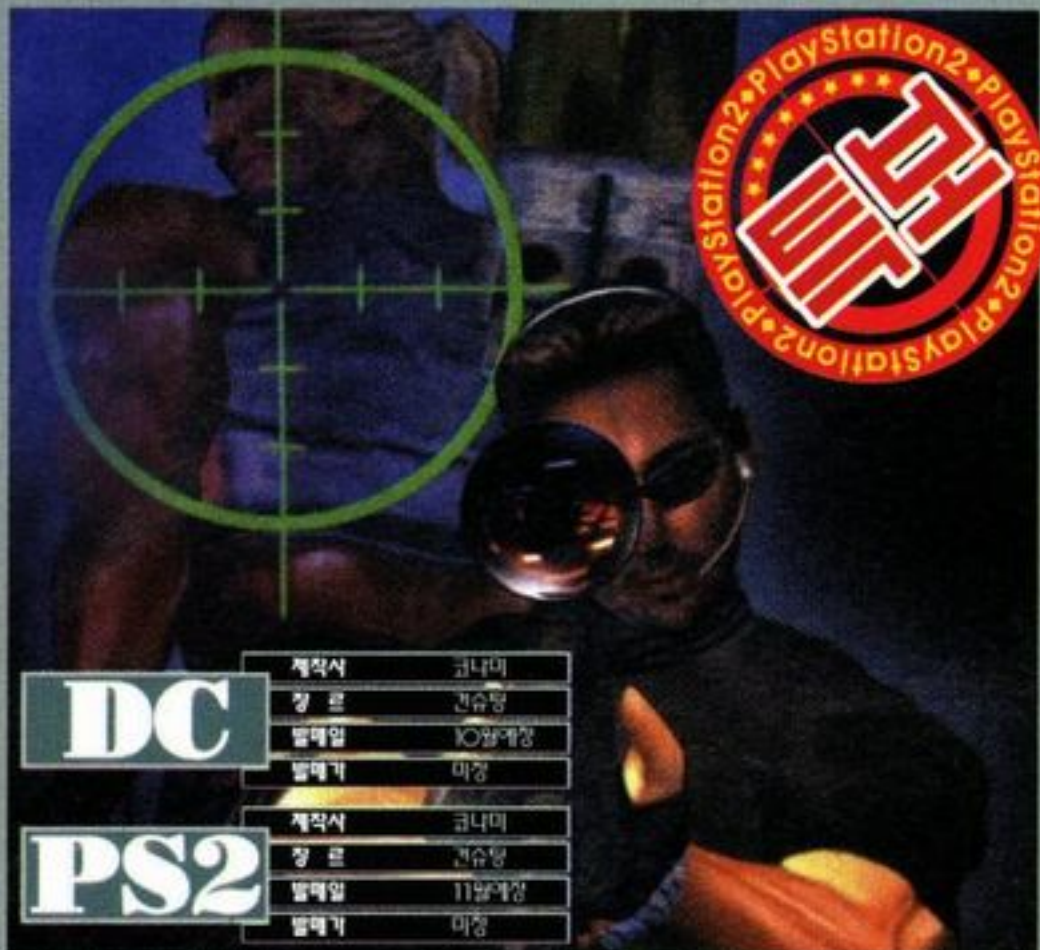 PlayStation2◆PlayStation2◆PlayStation2◆PlayStation2◆
DC
제작사 코나미
장 르 건슈팅
발매일 10월예정
발매가 미정
PS2
제작사 코나미
장 르 건슈팅
발매일 11월예정
발매가 미정